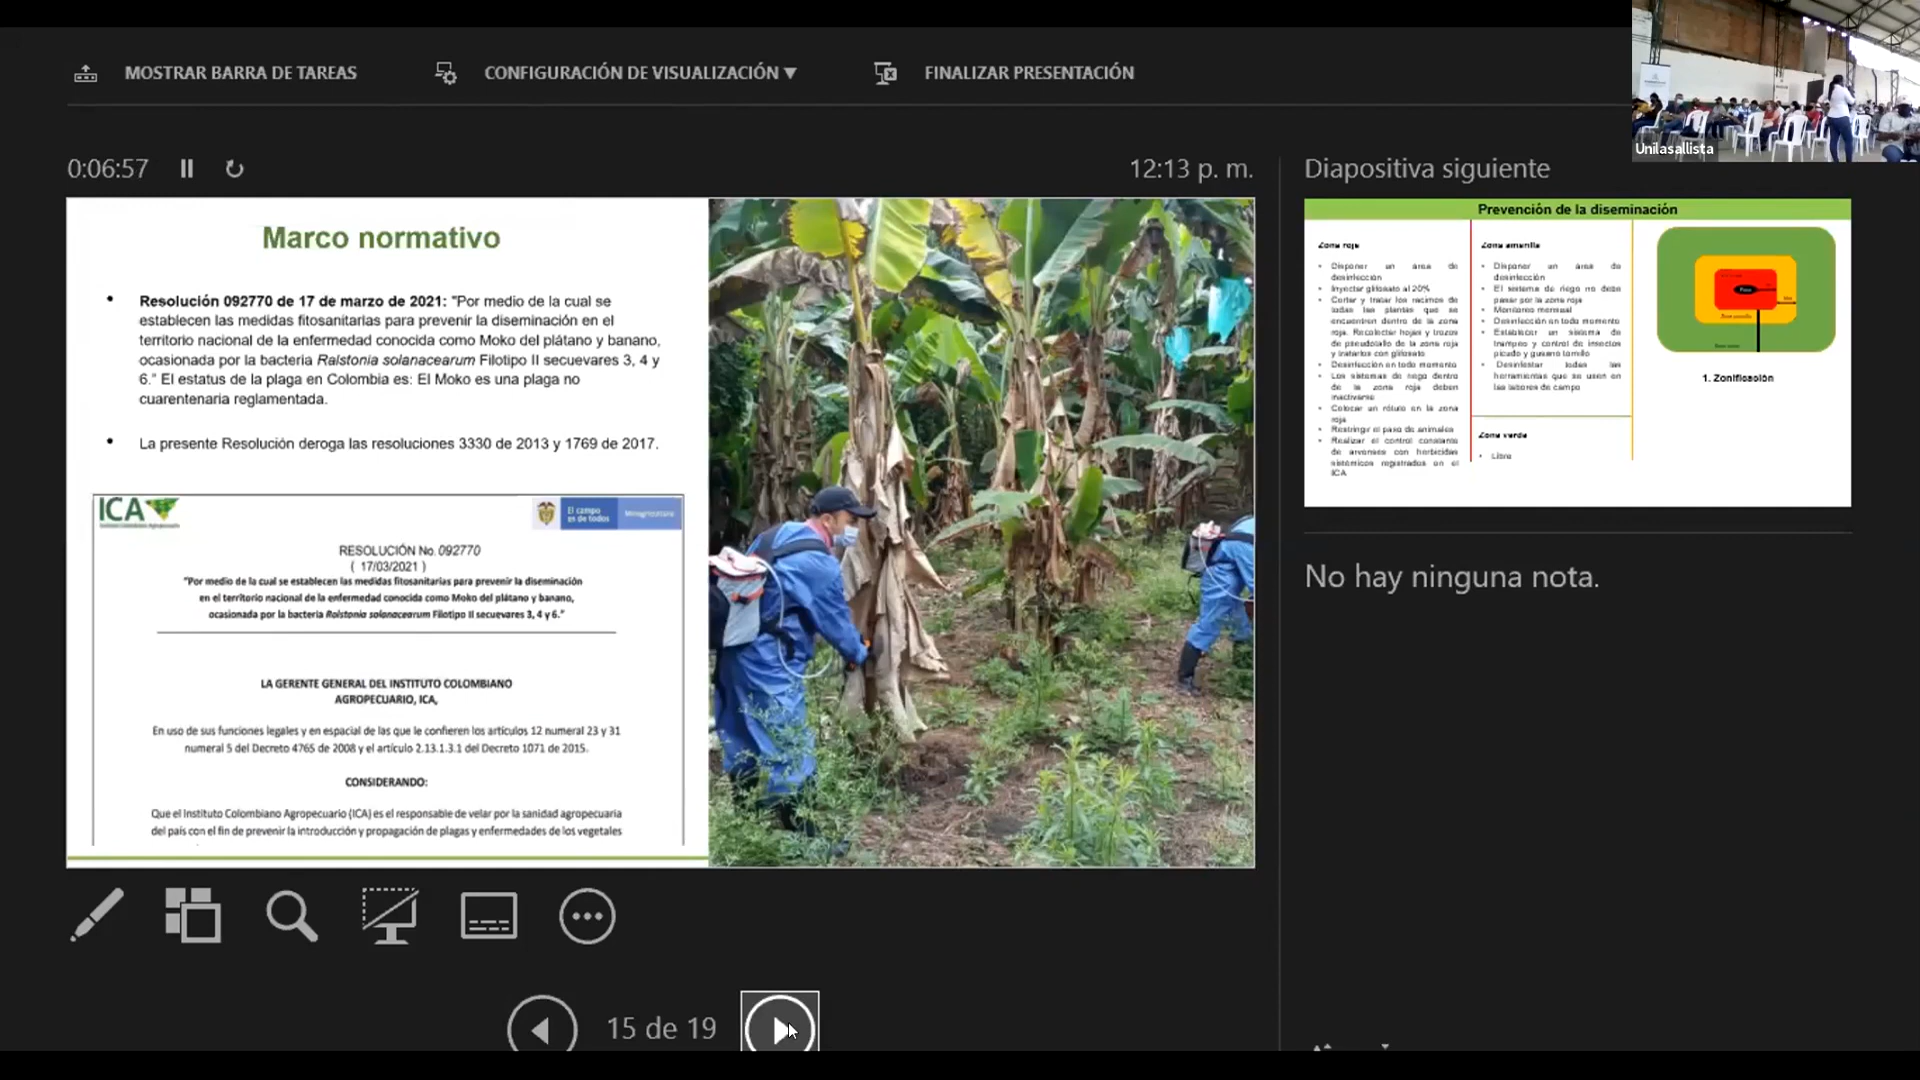 MOSTRAR BARRA DE TAREAS
CONFIGURACIÓN DE VISUALIZACIÓN ▼
FINALIZAR PRESENTACIÓN
Unilasallista
0:06:57
12:13 p. m.
Marco normativo
• Resolución 092770 de 17 de marzo de 2021: "Por medio de la cual se
establecen las medidas fitosanitarias para prevenir la diseminación en el
territorio nacional de la enfermedad conocida como Moko del plátano y banano,
ocasionada por la bacteria Ralstonia solanacearum Filotipo II secuevares 3, 4 y
6." El estatus de la plaga en Colombia es: El Moko es una plaga no
cuarentenaria reglamentada.
• La presente Resolución deroga las resoluciones 3330 de 2013 y 1769 de 2017.
ICA
Instituto Colombiano Agropecuario
El campo
es de todos
Minagricultura
RESOLUCIÓN No. 092770
( 17/03/2021 )
"Por medio de la cual se establecen las medidas fitosanitarias para prevenir la diseminación
en el territorio nacional de la enfermedad conocida como Moko del plátano y banano,
ocasionada por la bacteria Ralstonia solanacearum Filotipo II secuevares 3, 4 y 6."
LA GERENTE GENERAL DEL INSTITUTO COLOMBIANO
AGROPECUARIO, ICA,
En uso de sus funciones legales y en espacial de las que le confieren los artículos 12 numeral 23 y 31
numeral 5 del Decreto 4765 de 2008 y el artículo 2.13.1.3.1 del Decreto 1071 de 2015.
CONSIDERANDO:
Que el Instituto Colombiano Agropecuario (ICA) es el responsable de velar por la sanidad agropecuaria
del país con el fin de prevenir la introducción y propagación de plagas y enfermedades de los vegetales
15 de 19
Diapositiva siguiente
Prevención de la diseminación
Zona roja
• Disponer un area de
desinfección
• Inyectar glifosato al 20%
• Cortar y tratar los racimos de
todas las plantas que se
encuentren dentro de la zona
roja. Recolectar hojas y trozos
de pseudotallo de la zona roja
y tratarlos con glifosato
• Desinfección en todo momento
• Los sistemas de riego dentro
de la zona roja deben
inactivarse
• Colocar un rótulo en la zona
roja
• Restringir el paso de animales
• Realizar el control constante
de arvenses con herbicidas
sistémicos registrados en el
ICA
Zona amarilla
• Disponer un área de
desinfección
• El sistema de riego no debe
pasar por la zona roja
• Monitoreo mensual
• Desinfección en todo momento
• Establecer un sistema de
trampeo y control de insectos
picudo y gusano tornillo
• Desinfestar todas las
herramientas que se usen en
las labores de campo
Zona verde
• Libre
1. Zonificación
No hay ninguna nota.